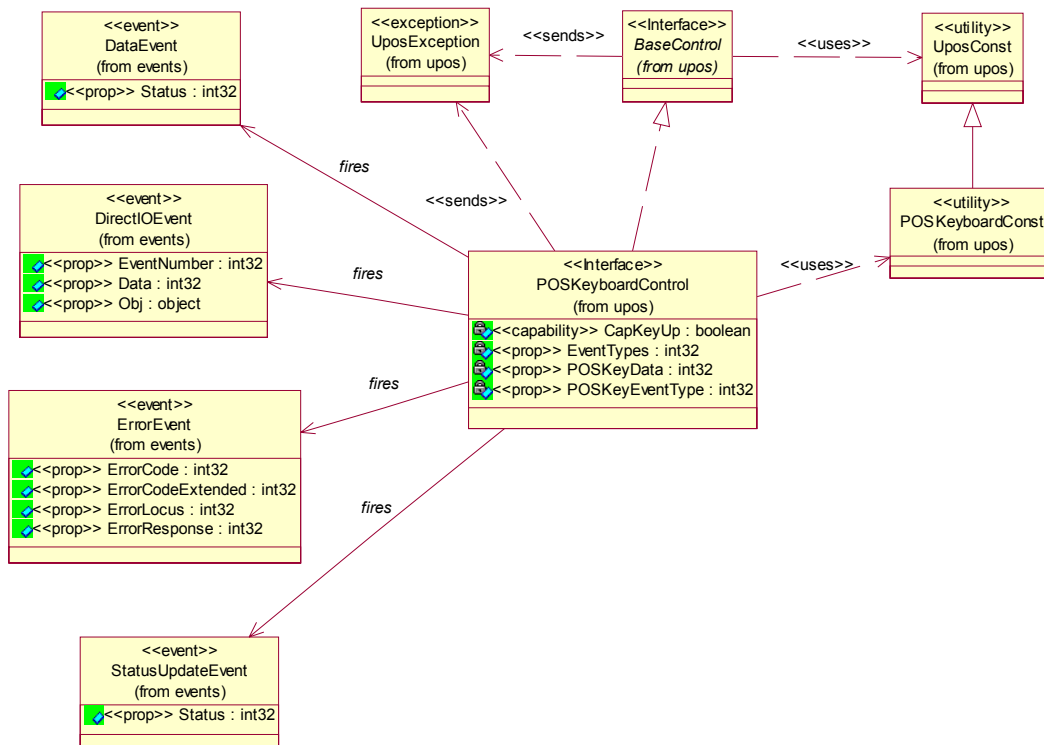 <<event>>
DataEvent
(from events)
<<prop>> Status : int32
<<exception>>
UposException
(from upos)
<<sends>>
<<Interface>>
BaseControl
(from upos)
<<uses>>
<<utility>>
UposConst
(from upos)
fires
<<sends>>
<<event>>
DirectIOEvent
(from events)
<<prop>> EventNumber : int32
<<prop>> Data : int32
<<prop>> Obj : object
fires
<<utility>>
POSKeyboardConst
(from upos)
<<uses>>
<<Interface>>
POSKeyboardControl
(from upos)
<<capability>> CapKeyUp : boolean
<<prop>> EventTypes : int32
<<prop>> POSKeyData : int32
<<prop>> POSKeyEventType : int32
fires
<<event>>
ErrorEvent
(from events)
<<prop>> ErrorCode : int32
<<prop>> ErrorCodeExtended : int32
<<prop>> ErrorLocus : int32
<<prop>> ErrorResponse : int32
fires
<<event>>
StatusUpdateEvent
(from events)
<<prop>> Status : int32